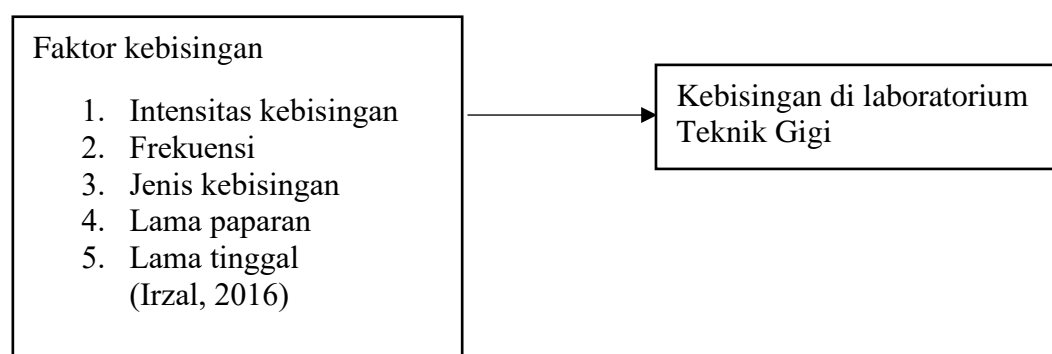 Faktor kebisingan
1. Intensitas kebisingan
2. Frekuensi
3. Jenis kebisingan
4. Lama paparan
5. Lama tinggal
(Irzal, 2016)
Kebisingan di laboratorium
Teknik Gigi